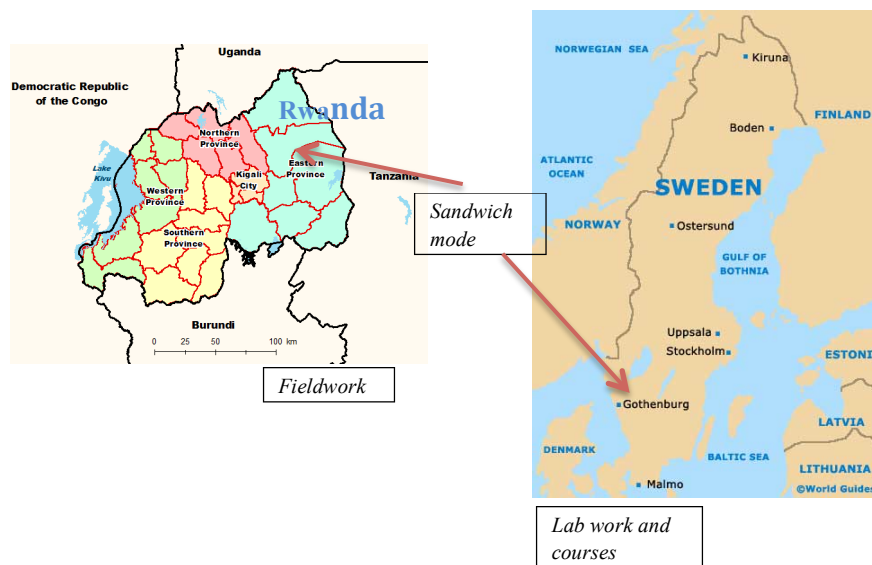 Uganda
Democratic Republic
of the Congo
Rwanda
Northern
Province
Lake
Kivu
Kigali
City
Eastern
Province
Western
Province
Tanzania
Southern
Province
Burundi
0 25 50 100 km
Fieldwork
Sandwich
mode
NORWEGIAN SEA
Kiruna
FINLAND
Boden
ATLANTIC
OCEAN
SWEDEN
NORWAY
Ostersund
GULF OF
BOTHNIA
Uppsala
Stockholm
ESTONI
Gothenburg
LATVIA
DENMARK
BALTIC SEA
LITHUANIA
©World Guides
Malmo
Lab work and
courses